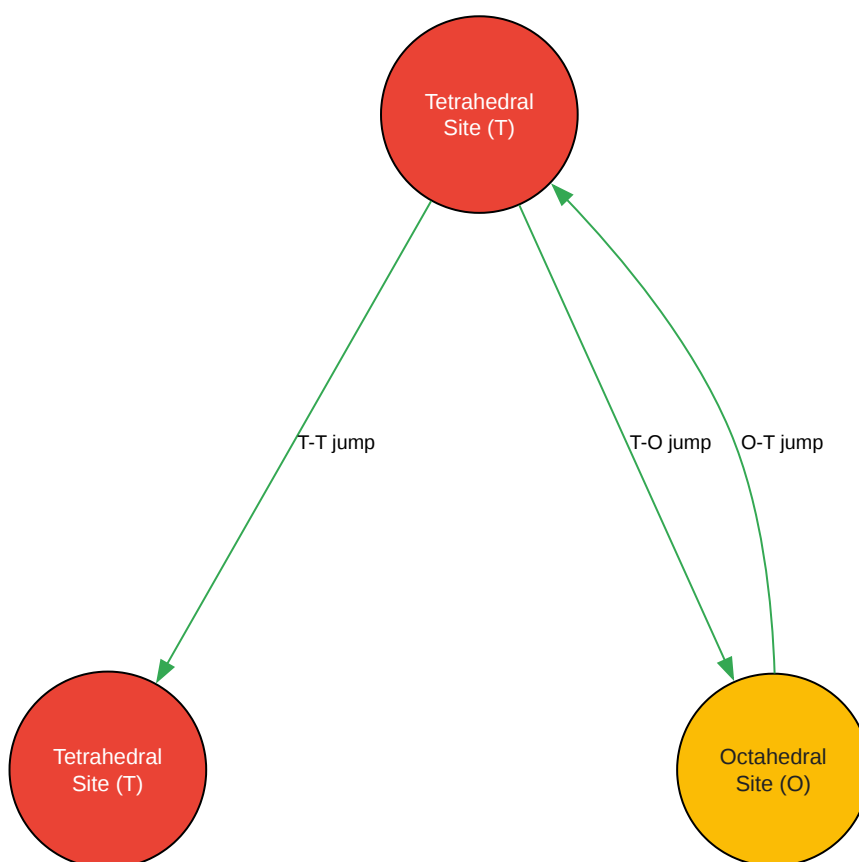 Tetrahedral
Site (T)
T-T jump
T-O jump
O-T jump
Tetrahedral
Site (T)
Octahedral
Site (O)